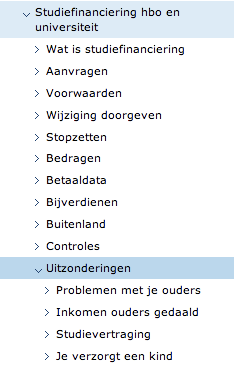 Studiefinanciering hbo en
universiteit
Wat is studiefinanciering
Aanvragen
Voorwaarden
Wijziging doorgeven
Stopzetten
Bedragen
Betaaldata
Bijverdienen
Buitenland
Controles
Uitzonderingen
Problemen met je ouders
Inkomen ouders gedaald
Studievertraging
Je verzorgt een kind